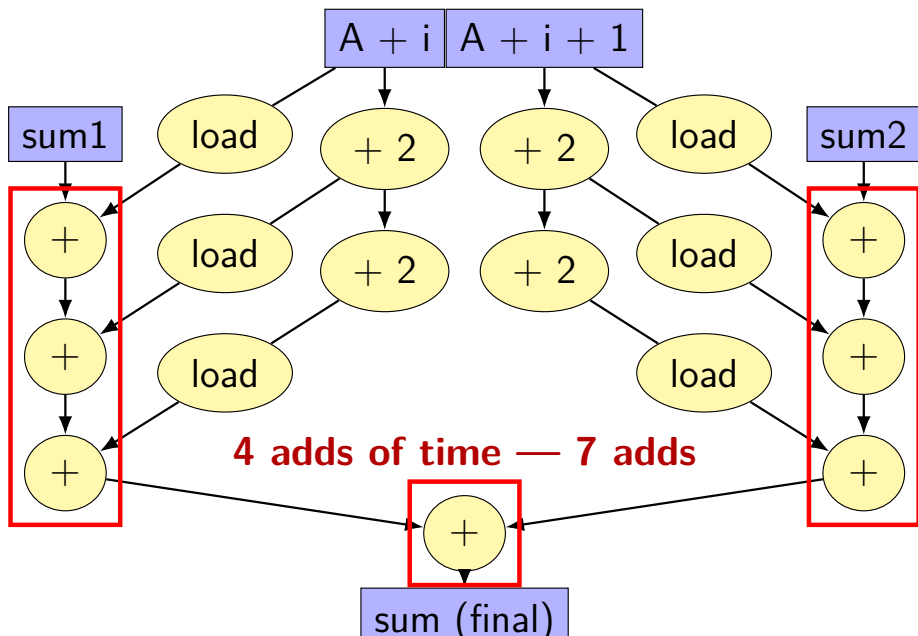 A + i
A + i + 1
sum1
load
+ 2
+ 2
load
sum2
+
load
+ 2
+ 2
load
+
+
load
load
+
+
4 adds of time — 7 adds
+
+
sum (final)